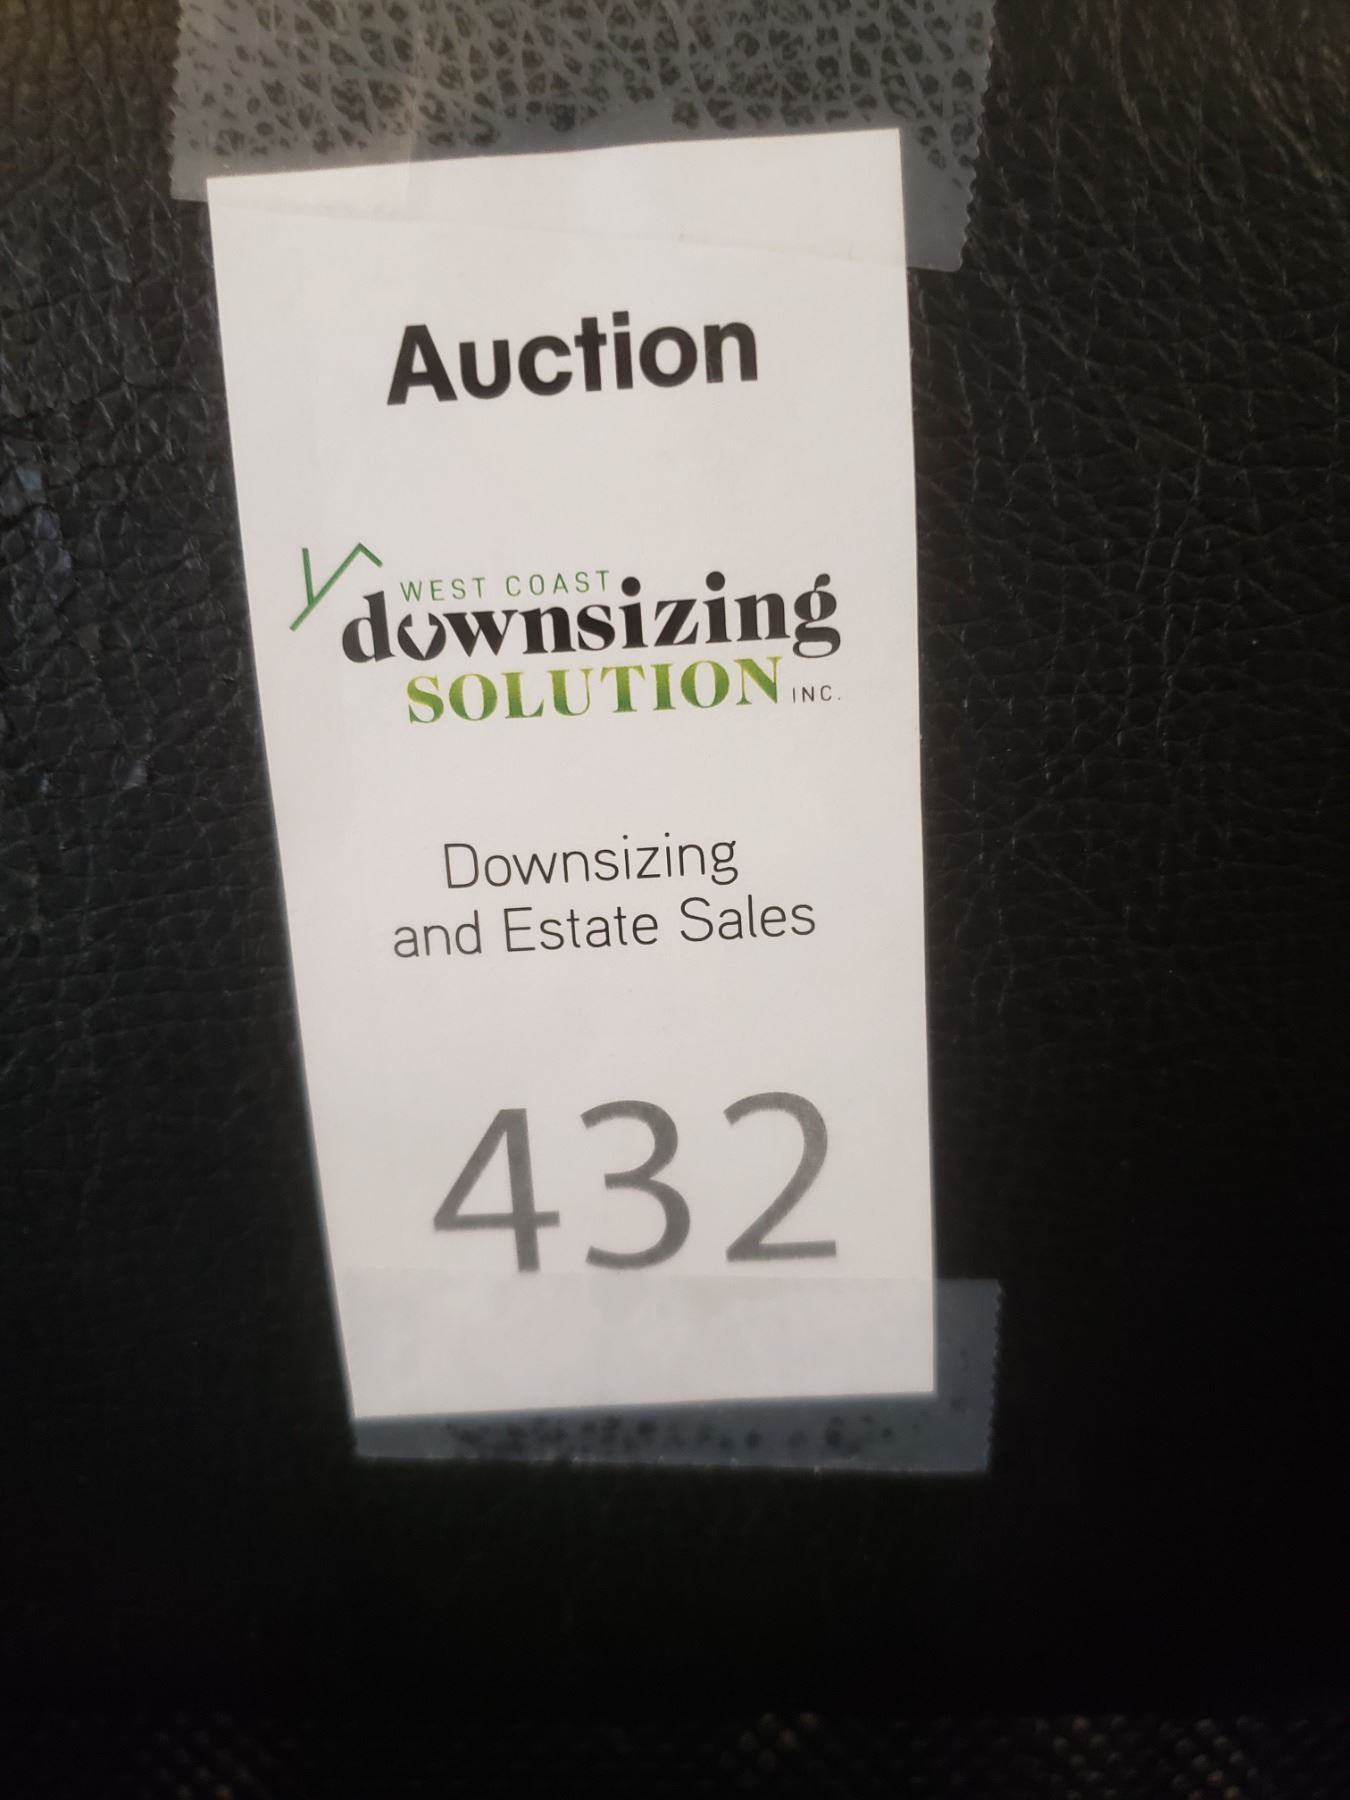 Auction
WEST COAST
downsizing
SOLUTION INC.
Downsizing
and Estate Sales
432